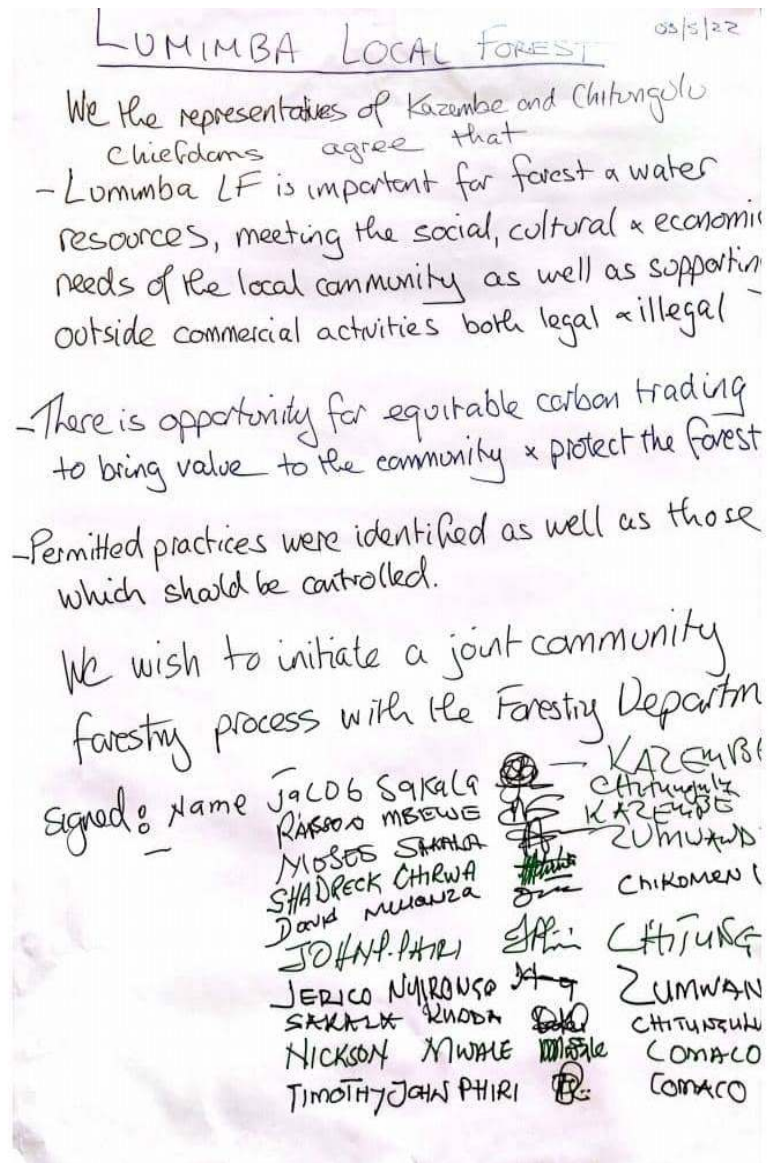 LUMIMBA LOCAL FOREST 03/5/22
We the representatives of Kazembe and Chitungulu
Chiefdoms agree that
- Lumimba LF is important for forest & water
resources, meeting the social, cultural & economi
needs of the local community as well as supportin
outside commercial activities both legal & illegal
- There is opportunity for equitable carbon trading
to bring value to the community & protect the forest
- Permitted practices were identified as well as those
which should be controlled.
We wish to initiate a joint community
forestry process with the Forestry Departm
Signed: Name JACOB SAKALA — KAZEMBE
MBEWE Chitungulu
MOSES SAKALA KAZEMBE
SHADRECK CHIRWA ZUMWAND
David MWANZA CHIKOMENI
JOHN P. PHIRI CHITUNG
JERICO NYIRONGO ZUMWAN
SAKALA RHODA CHITUNGULU
NICKSON MWALE COMACO
TIMOTHY JOHN PHIRI COMACO